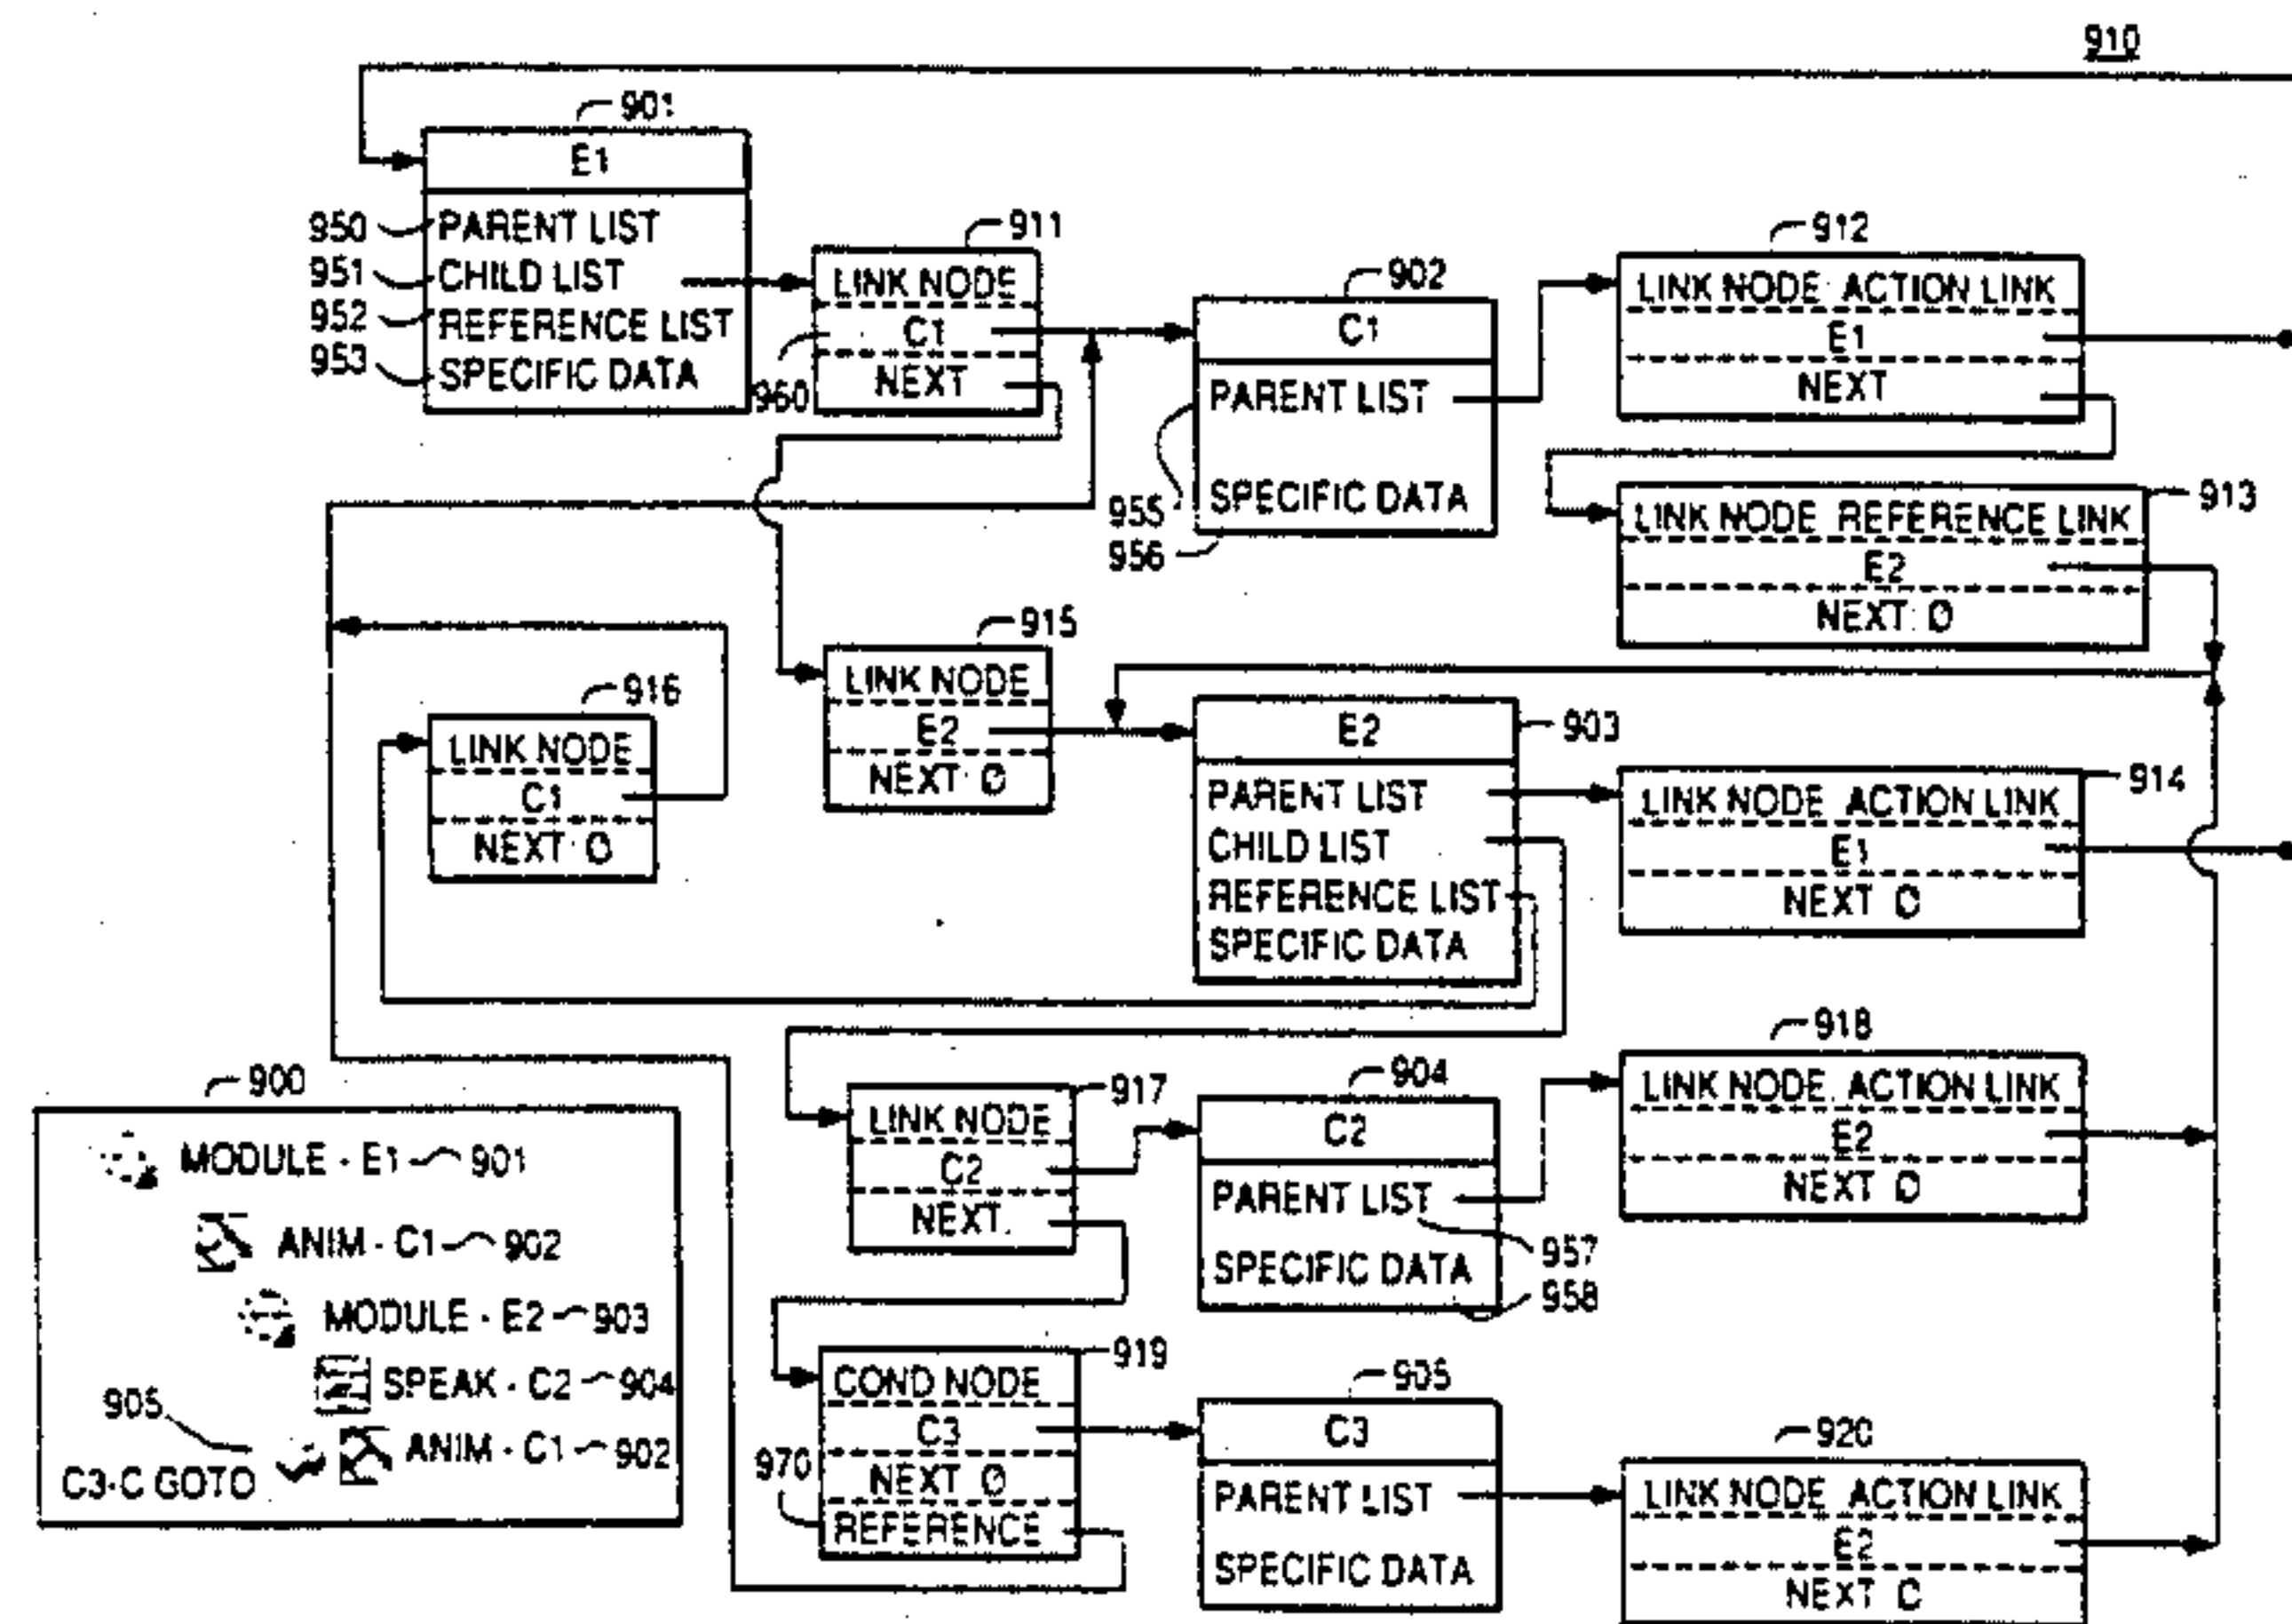 910
901
E1
950 PARENT LIST
951 CHILD LIST
952 REFERENCE LIST
953 SPECIFIC DATA
911
LINK NODE
C1
NEXT
960
902
C1
PARENT LIST
SPECIFIC DATA
955
956
912
LINK NODE ACTION LINK
E1
NEXT
913
LINK NODE REFERENCE LINK
E2
NEXT 0
915
LINK NODE
E2
NEXT 0
916
LINK NODE
C1
NEXT 0
903
E2
PARENT LIST
CHILD LIST
REFERENCE LIST
SPECIFIC DATA
914
LINK NODE ACTION LINK
E1
NEXT 0
917
LINK NODE
C2
NEXT
904
C2
PARENT LIST
957
SPECIFIC DATA
958
918
LINK NODE ACTION LINK
E2
NEXT 0
919
COND NODE
C3
NEXT 0
970 REFERENCE
905
C3
PARENT LIST
SPECIFIC DATA
920
LINK NODE ACTION LINK
E2
NEXT 0
900
MODULE - E1 901
ANIM - C1 902
MODULE - E2 903
SPEAK - C2 904
905
C3-C GOTO ANIM - C1 902